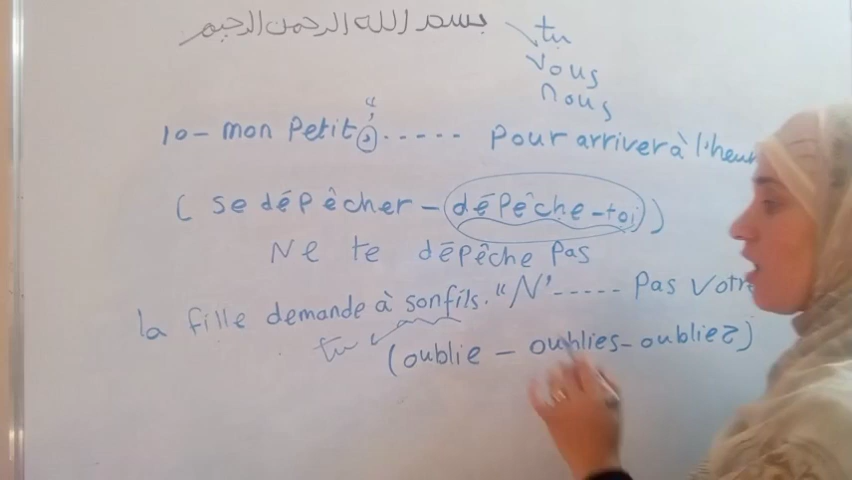 بسم الله الرحمن الرحيم
tu
vous
nous
10- mon Petit, " ..... Pour arriver à l'heur
( se dépêcher - dépêche-toi )
Ne te dépêche pas
la fille demande à son fils. " N' ..... Pas Votre
tu
(oublie - oublies - oubliez)